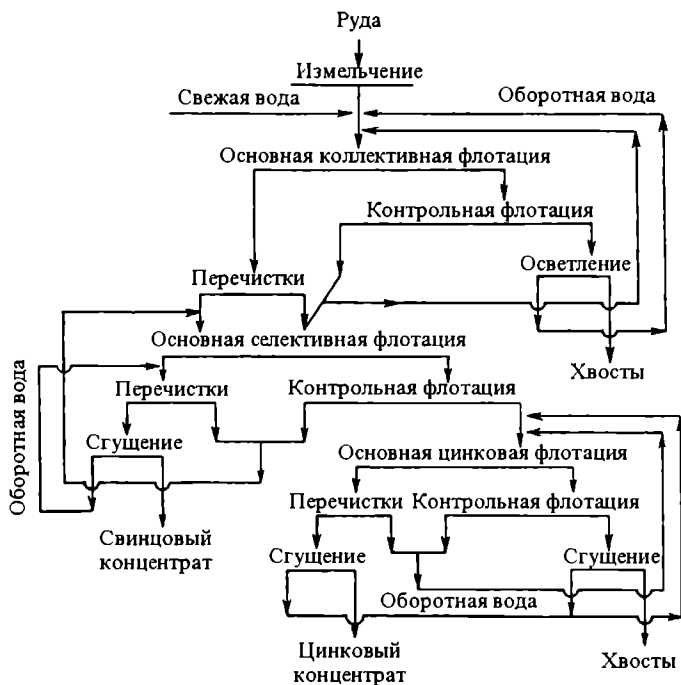 Руда
Измельчение
Свежая вода
Оборотная вода
Основная коллективная флотация
Контрольная флотация
Перечистки
Осветление
Основная селективная флотация
Хвосты
Оборотная вода
Перечистки
Контрольная флотация
Сгущение
Основная цинковая флотация
Перечистки
Контрольная флотация
Свинцовый
концентрат
Сгущение
Сгущение
Оборотная вода
Цинковый
концентрат
Хвосты